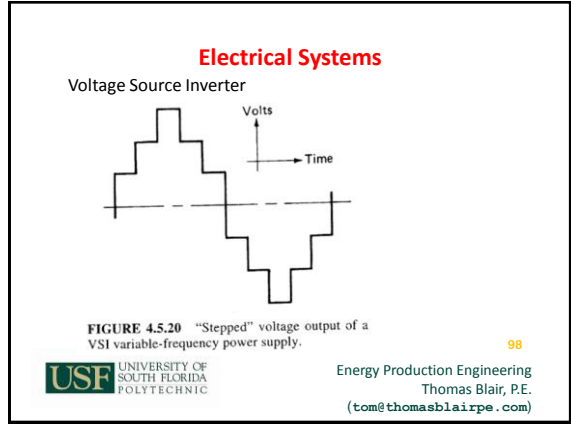 Electrical Systems
Voltage Source Inverter
Volts
Time
FIGURE 4.5.20 "Stepped" voltage output of a
VSI variable-frequency power supply.
98
USF UNIVERSITY OF
SOUTH FLORIDA
POLYTECHNIC
Energy Production Engineering
Thomas Blair, P.E.
(tom@thomasblairpe.com)